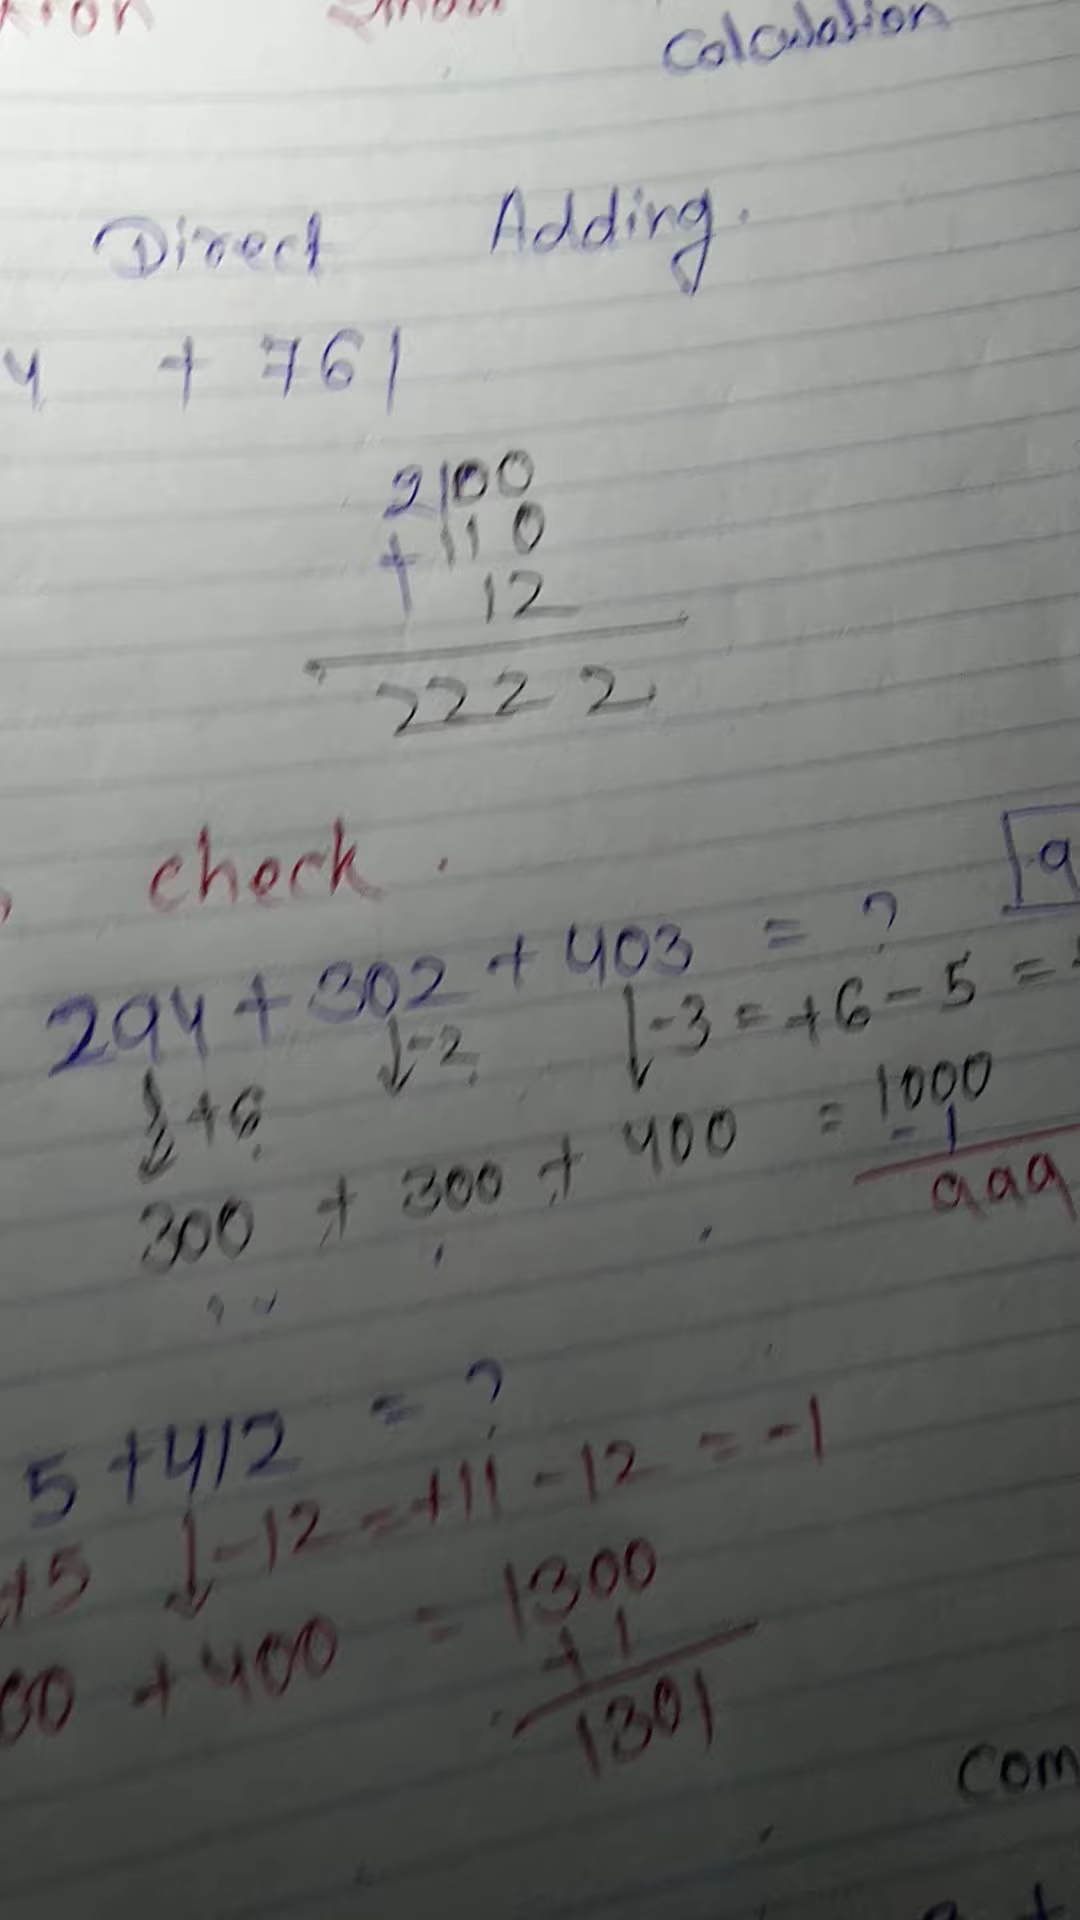 Calculation
Direct Adding.
4 + 761
2100
+ 110
12
2222
check.
294 + 302 + 403 = ?
+6 -2 -3 = +6 - 5 =
300 + 300 + 400 = 1000
- 1
999
5 + 412 = ?
+5 -12 = +11 - 12 = -1
00 + 400 = 1300
+ 1
1301